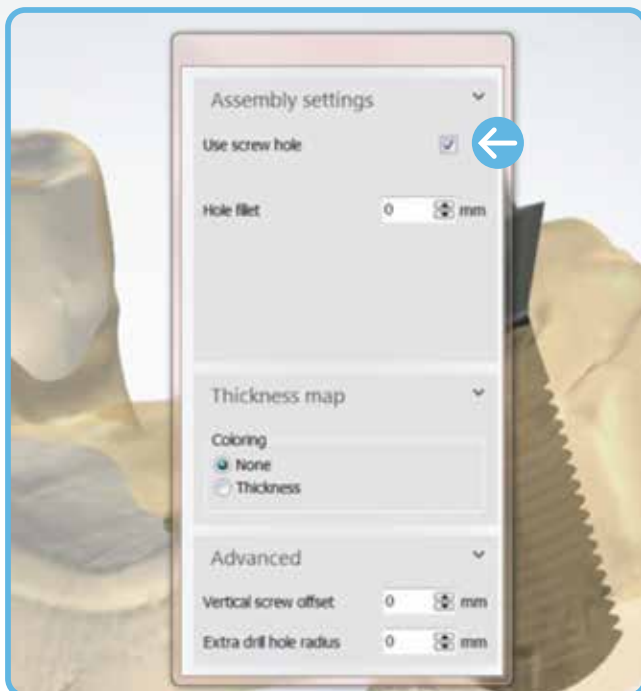 Assembly settings
Use screw hole
Hole fillet 0 mm
Thickness map
Coloring
None
Thickness
Advanced
Vertical screw offset 0 mm
Extra drill hole radius 0 mm